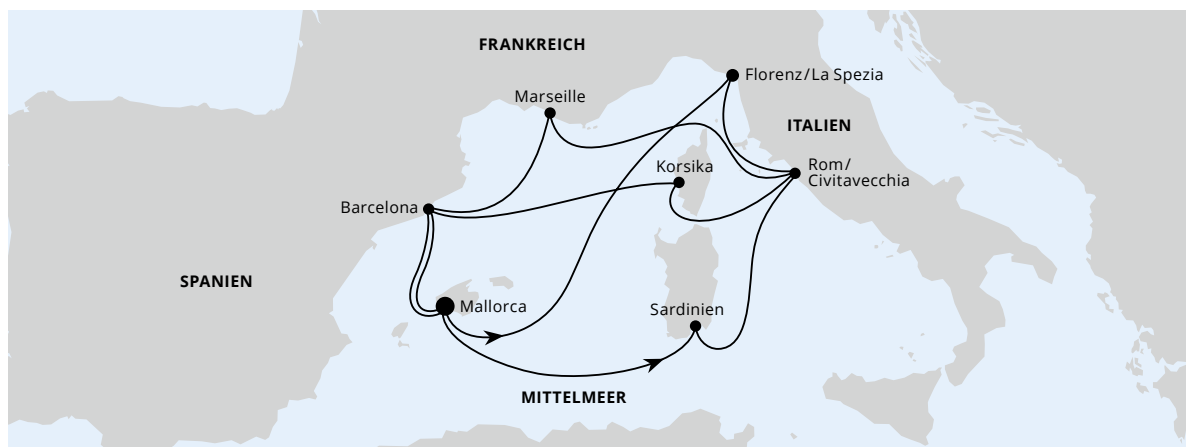 FRANKREICH
Florenz/La Spezia
Marseille
ITALIEN
Korsika
Rom/
Civitavecchia
Barcelona
SPANIEN
Mallorca
Sardinien
MITTELMEER